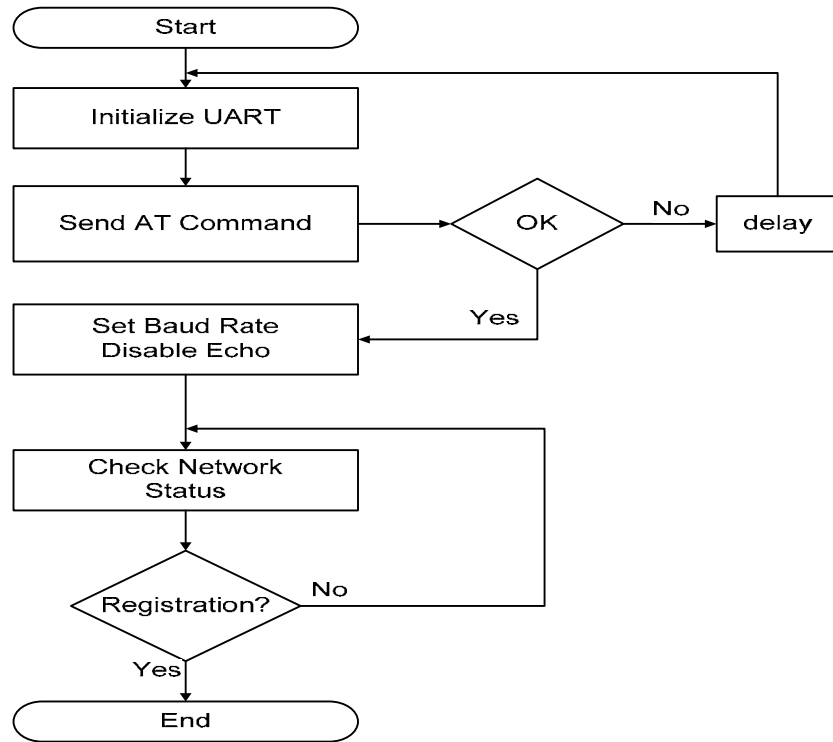 Start
Initialize UART
Send AT Command
OK
No
delay
Yes
Set Baud Rate
Disable Echo
Check Network
Status
Registration?
No
Yes
End